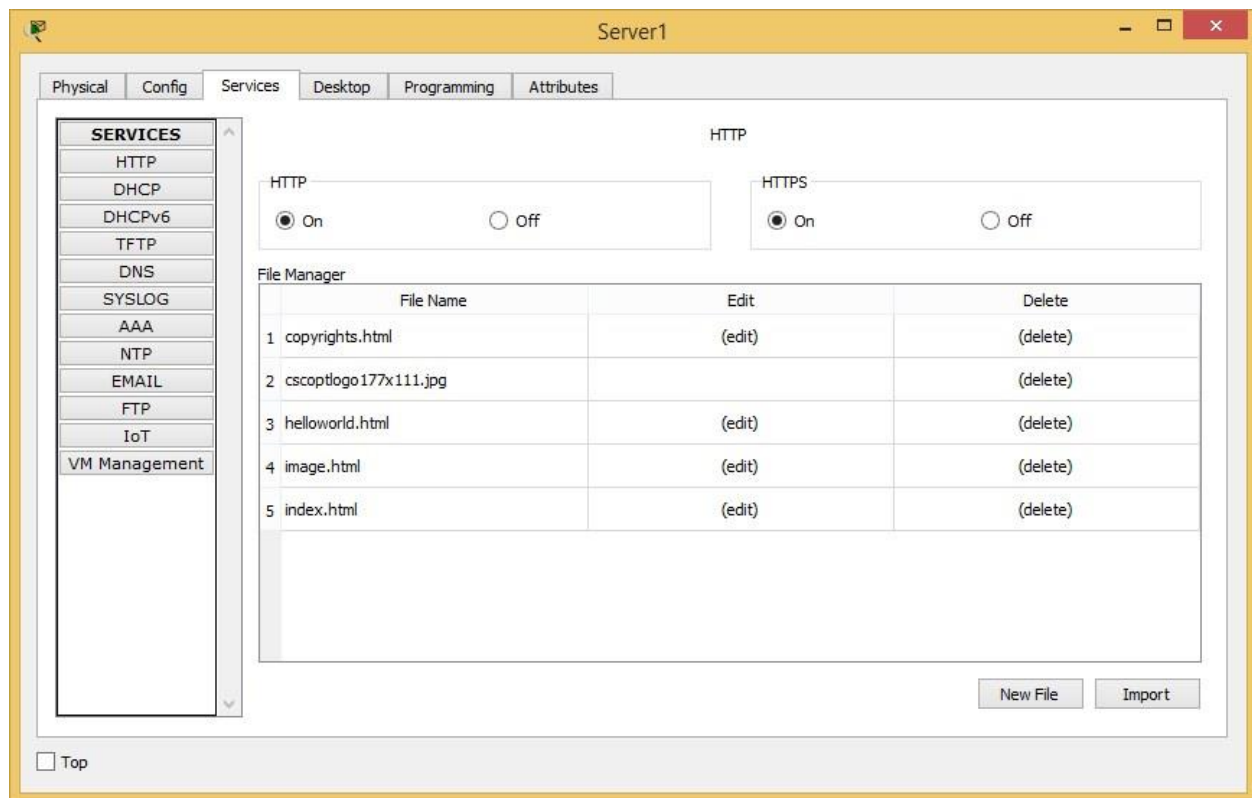 Server1
Physical Config Services Desktop Programming Attributes
SERVICES
HTTP
DHCP
DHCPv6
TFTP
DNS
SYSLOG
AAA
NTP
EMAIL
FTP
IoT
VM Management
HTTP
HTTP
On Off
HTTPS
On Off
File Manager
File Name Edit Delete
1 copyrights.html (edit) (delete)
2 cscoptlogo177x111.jpg (delete)
3 helloworld.html (edit) (delete)
4 image.html (edit) (delete)
5 index.html (edit) (delete)
New File Import
Top